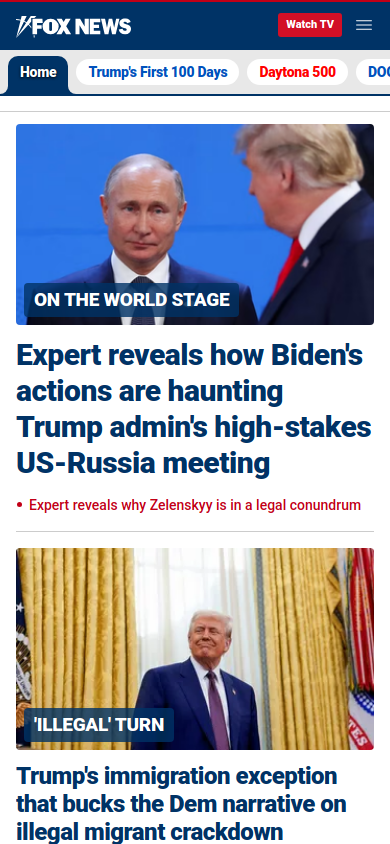 FOX NEWS
Watch TV
Home
Trump's First 100 Days
Daytona 500
ON THE WORLD STAGE
Expert reveals how Biden's
actions are haunting
Trump admin's high-stakes
US-Russia meeting
Expert reveals why Zelenskyy is in a legal conundrum
'ILLEGAL' TURN
Trump's immigration exception
that bucks the Dem narrative on
illegal migrant crackdown